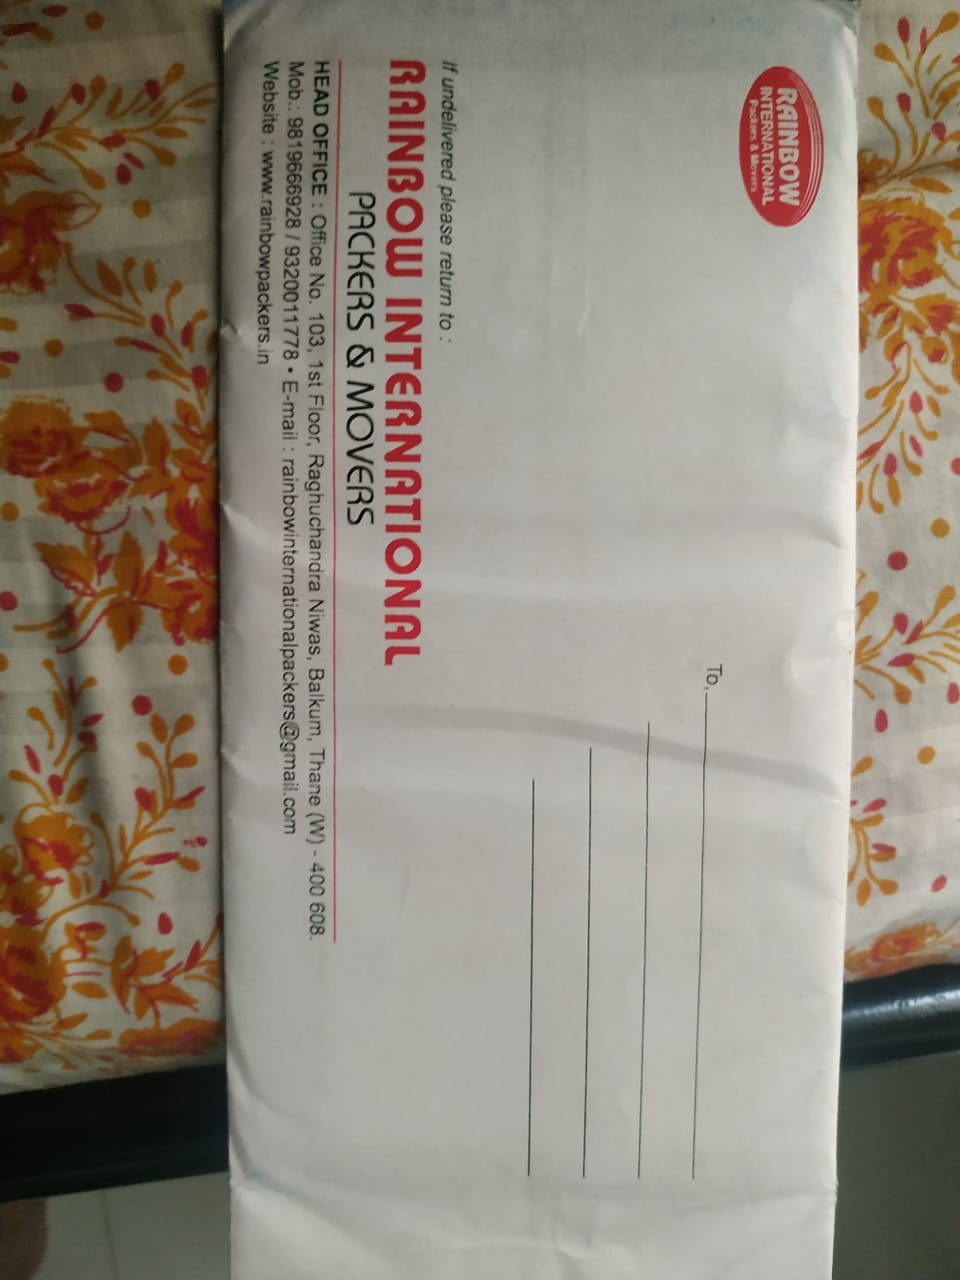 RAINBOW
INTERNATIONAL
Packers & Movers
To,
If undelivered please return to :
RAINBOW INTERNATIONAL
PACKERS & MOVERS
HEAD OFFICE : Office No. 103, 1st Floor, Raghuchandra Niwas, Balkum, Thane (W) - 400 608.
Mob.: 9819666928 / 9320011778 • E-mail : rainbowinternationalpackers@gmail.com
Website : www.rainbowpackers.in